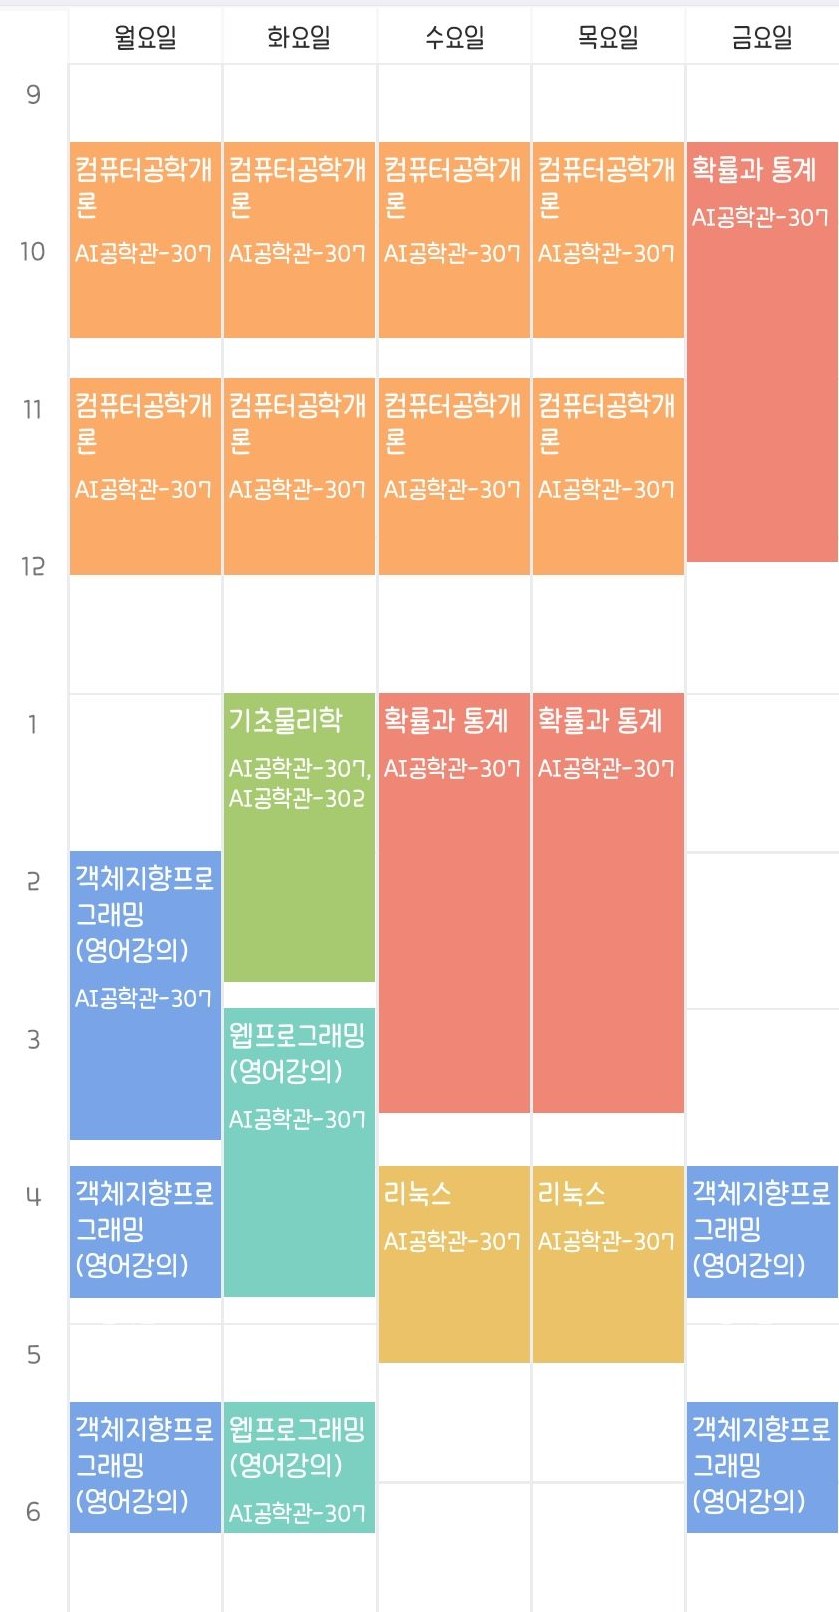 월요일
화요일
수요일
목요일
금요일
9
컴퓨터공학개
론
AI공학관-307
컴퓨터공학개
론
AI공학관-307
컴퓨터공학개
론
AI공학관-307
컴퓨터공학개
론
AI공학관-307
확률과 통계
AI공학관-307
10
11
컴퓨터공학개
론
AI공학관-307
컴퓨터공학개
론
AI공학관-307
컴퓨터공학개
론
AI공학관-307
컴퓨터공학개
론
AI공학관-307
12
1
기초물리학
AI공학관-307,
AI공학관-302
확률과 통계
AI공학관-307
확률과 통계
AI공학관-307
2
객체지향프로
그래밍
(영어강의)
AI공학관-307
3
웹프로그래밍
(영어강의)
AI공학관-307
4
객체지향프로
그래밍
(영어강의)
리눅스
AI공학관-307
리눅스
AI공학관-307
객체지향프로
그래밍
(영어강의)
5
객체지향프로
그래밍
(영어강의)
웹프로그래밍
(영어강의)
AI공학관-307
객체지향프로
그래밍
(영어강의)
6